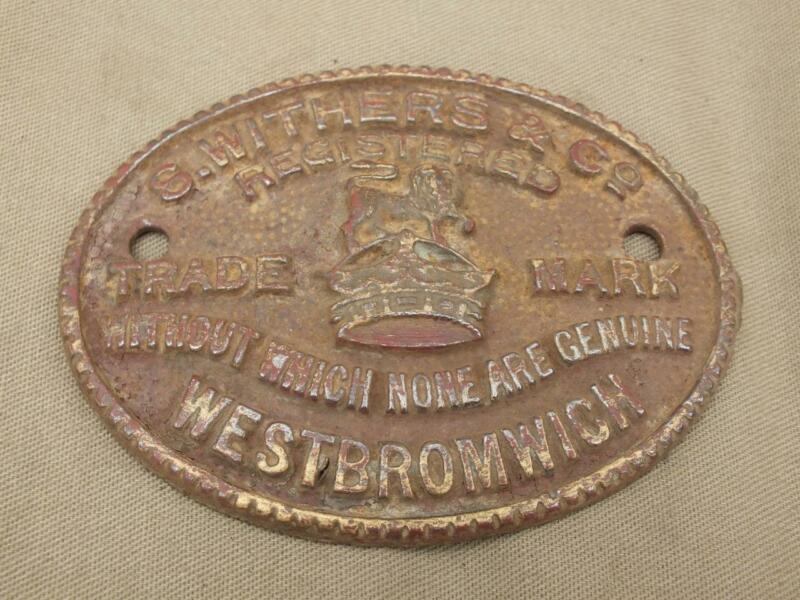 S. WITHERS & Co.
REGISTERED
TRADE MARK
WITHOUT WHICH NONE ARE GENUINE
WESTBROMWICH